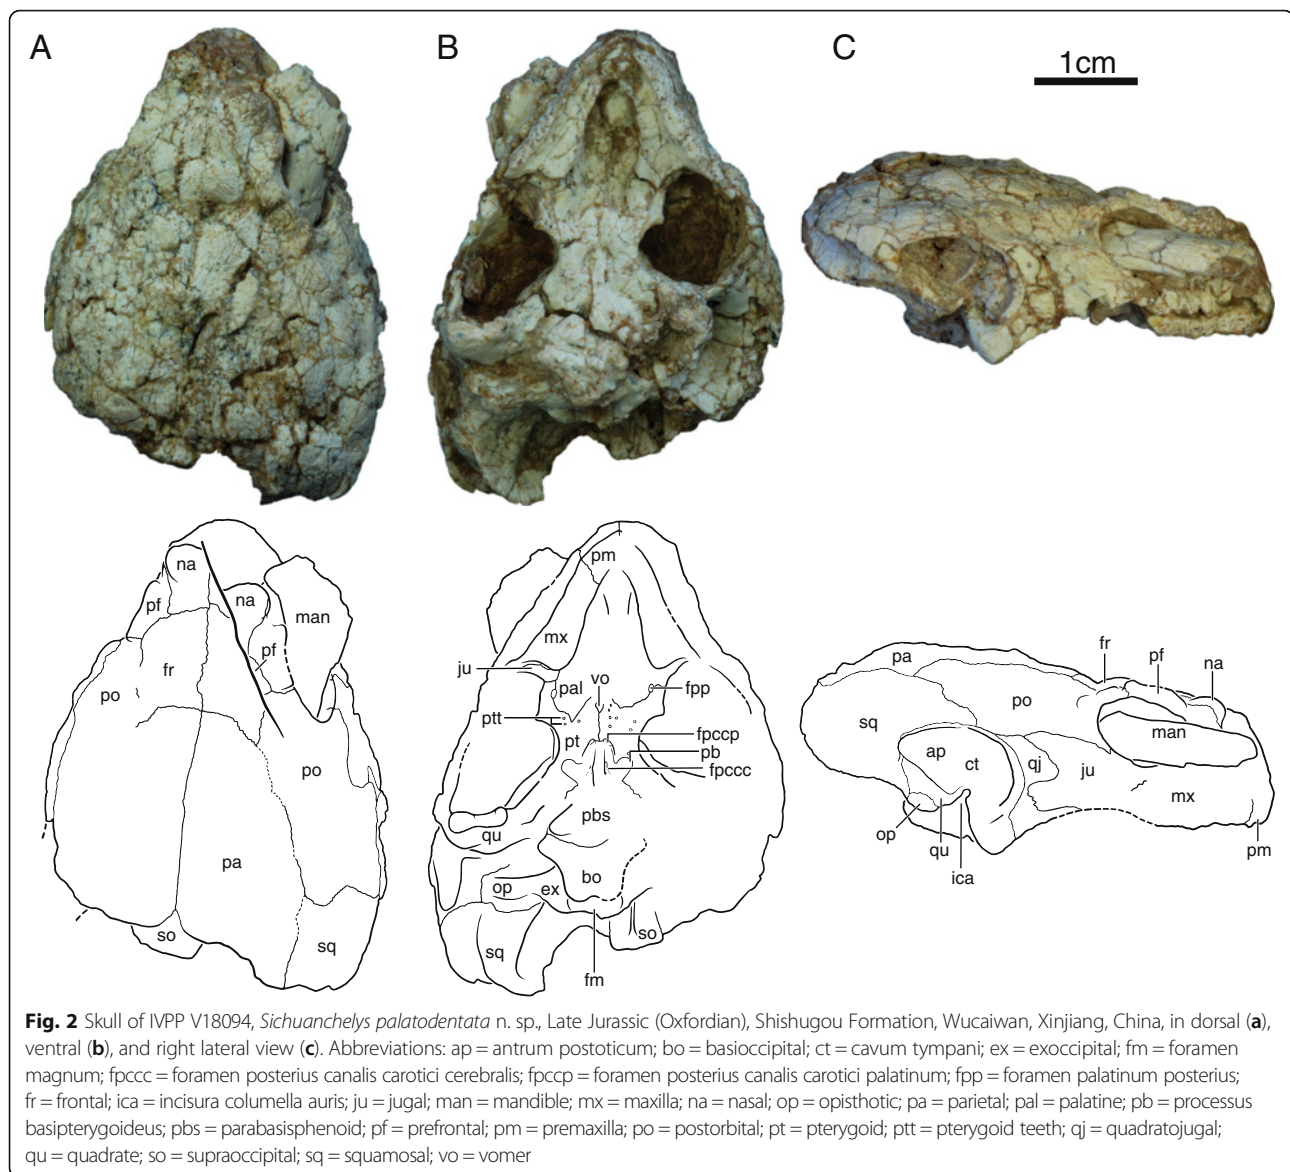 A
B
C
1cm
na
pf
na
man
pf
fr
po
po
pa
so
sq
pm
mx
ju
vo
pal
fpp
ptt
pt
fpccp
pb
fpccc
pbs
qu
bo
op
ex
so
sq
fm
fr
pf
na
pa
po
sq
man
ap
ct
qj
ju
mx
op
qu
ica
pm
Fig. 2 Skull of IVPP V18094, Sichuanchelys palatodentata n. sp., Late Jurassic (Oxfordian), Shishugou Formation, Wucaiwan, Xinjiang, China, in dorsal (a),
ventral (b), and right lateral view (c). Abbreviations: ap = antrum postoticum; bo = basioccipital; ct = cavum tympani; ex = exoccipital; fm = foramen
magnum; fpccc = foramen posterius canalis carotici cerebralis; fpccp = foramen posterius canalis carotici palatinum; fpp = foramen palatinum posterius;
fr = frontal; ica = incisura columella auris; ju = jugal; man = mandible; mx = maxilla; na = nasal; op = opisthotic; pa = parietal; pal = palatine; pb = processus
basipterygoideus; pbs = parabasisphenoid; pf = prefrontal; pm = premaxilla; po = postorbital; pt = pterygoid; ptt = pterygoid teeth; qj = quadratojugal;
qu = quadrate; so = supraoccipital; sq = squamosal; vo = vomer